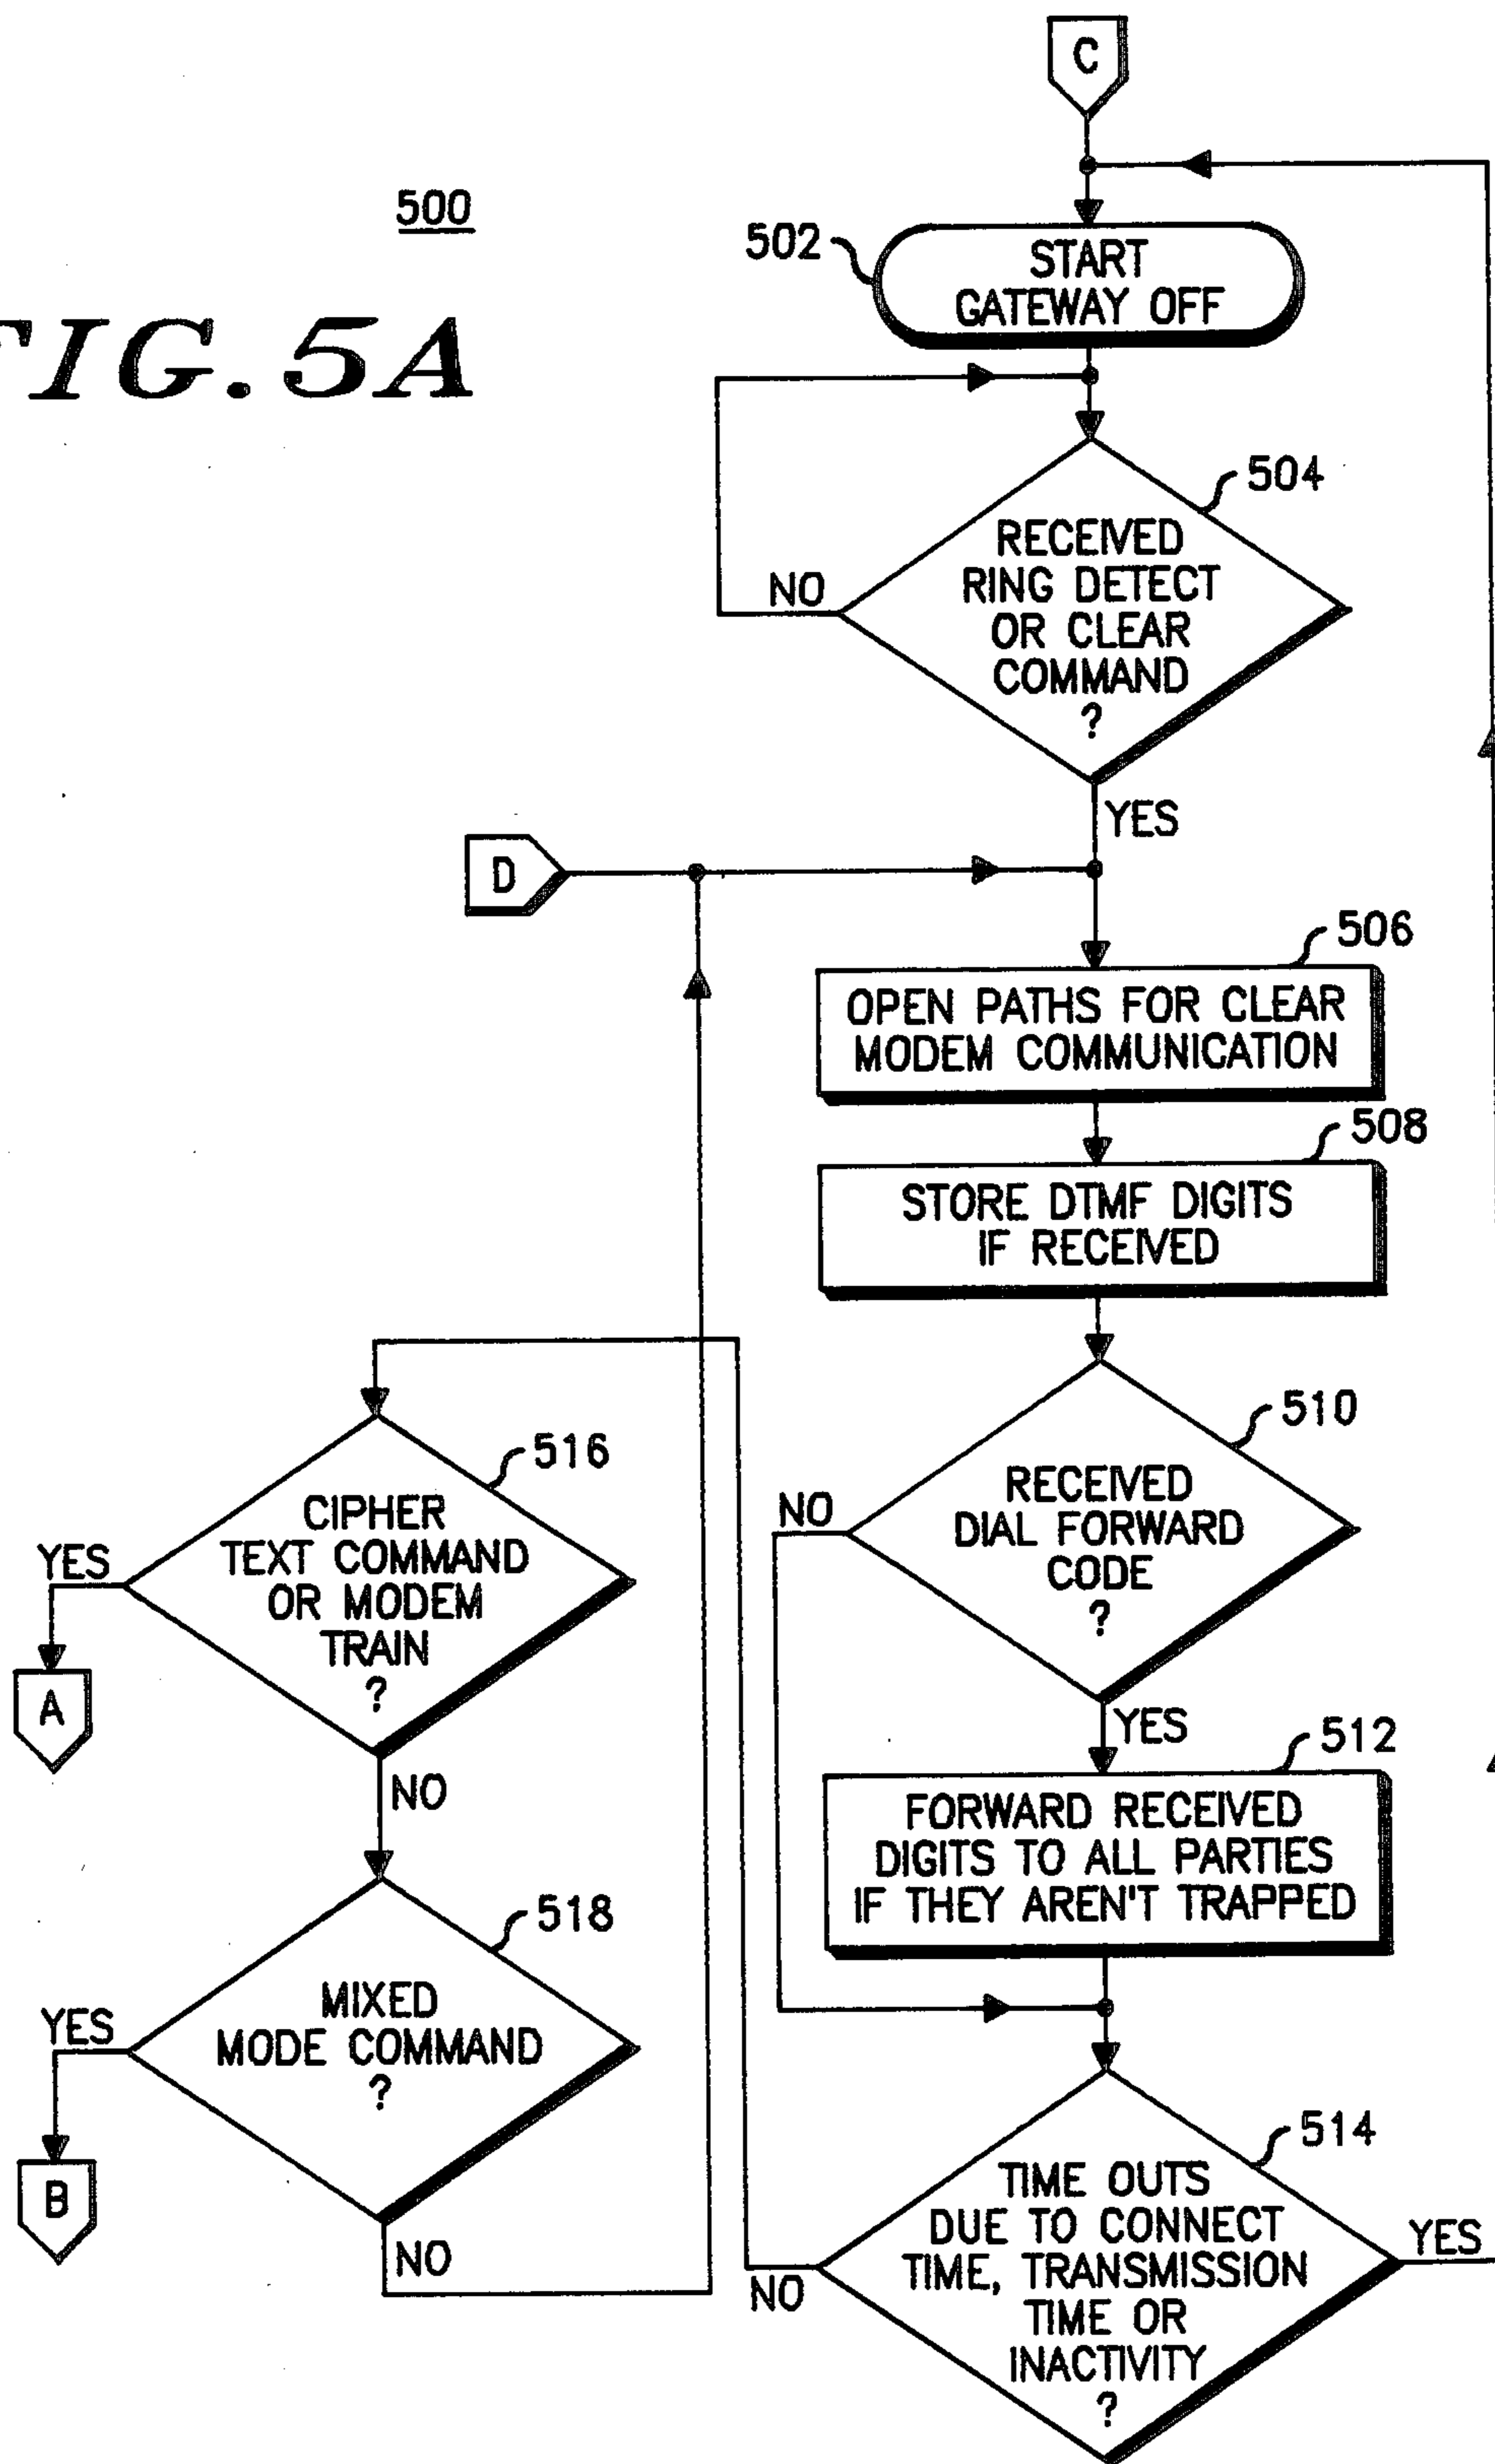 C
500
FIG. 5A
502
START
GATEWAY OFF
504
RECEIVED
RING DETECT
OR CLEAR
COMMAND
?
NO
YES
D
506
OPEN PATHS FOR CLEAR
MODEM COMMUNICATION
508
STORE DTMF DIGITS
IF RECEIVED
510
RECEIVED
DIAL FORWARD
CODE
?
NO
YES
512
FORWARD RECEIVED
DIGITS TO ALL PARTIES
IF THEY AREN'T TRAPPED
514
TIME OUTS
DUE TO CONNECT
TIME, TRANSMISSION
TIME OR
INACTIVITY
?
YES
NO
516
CIPHER
TEXT COMMAND
OR MODEM
TRAIN
?
YES
A
NO
518
MIXED
MODE COMMAND
?
YES
B
NO